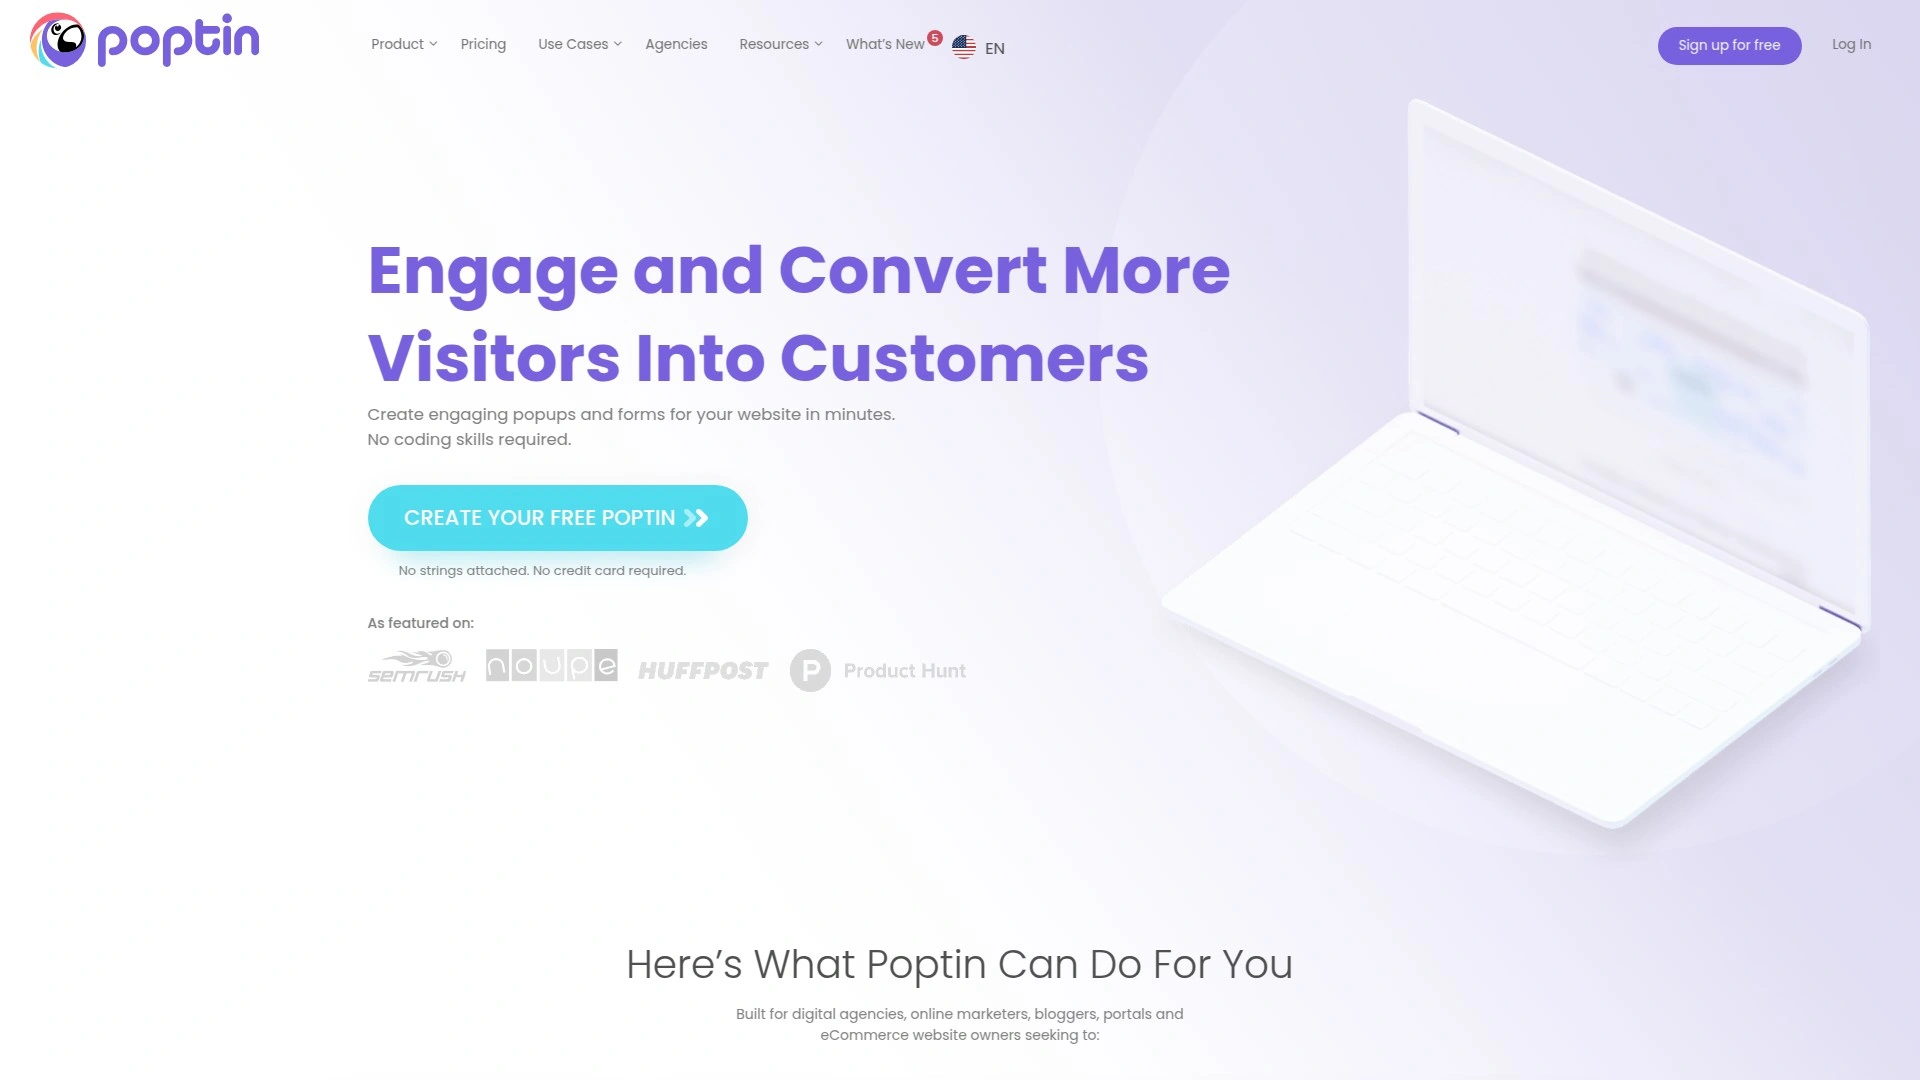 poptin
Product
Pricing
Use Cases
Agencies
Resources
What's New
5
EN
Sign up for free
Log In
Engage and Convert More
Visitors Into Customers
Create engaging popups and forms for your website in minutes.
No coding skills required.
CREATE YOUR FREE POPTIN
No strings attached. No credit card required.
As featured on:
semrush
noupe
HUFFPOST
P
Product Hunt
Here’s What Poptin Can Do For You
Built for digital agencies, online marketers, bloggers, portals and
eCommerce website owners seeking to: